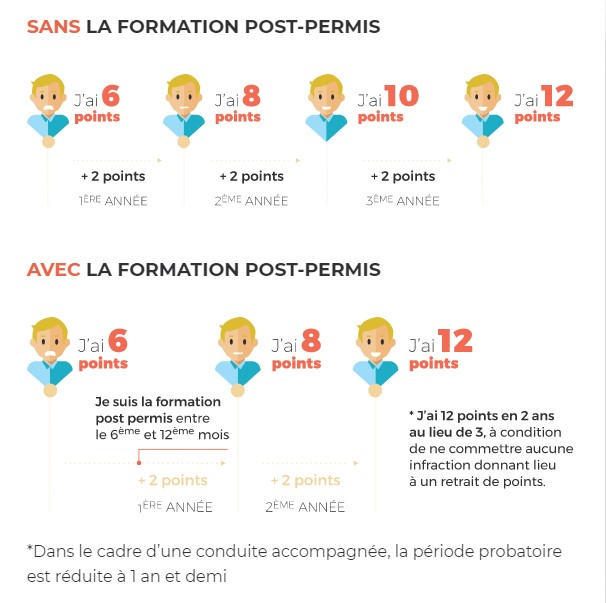 SANS LA FORMATION POST-PERMIS
J'ai 6 points
J'ai 8 points
J'ai 10 points
J'ai 12 points
+ 2 points
1ÈRE ANNÉE
+ 2 points
2ÈME ANNÉE
+ 2 points
3ÈME ANNÉE
AVEC LA FORMATION POST-PERMIS
J'ai 6 points
J'ai 8 points
J'ai 12 points
Je suis la formation
post permis entre
le 6ème et 12ème mois
+ 2 points
1ÈRE ANNÉE
+ 2 points
2ÈME ANNÉE
* J'ai 12 points en 2 ans
au lieu de 3, à condition
de ne commettre aucune
infraction donnant lieu
à un retrait de points.
*Dans le cadre d'une conduite accompagnée, la période probatoire
est réduite à 1 an et demi